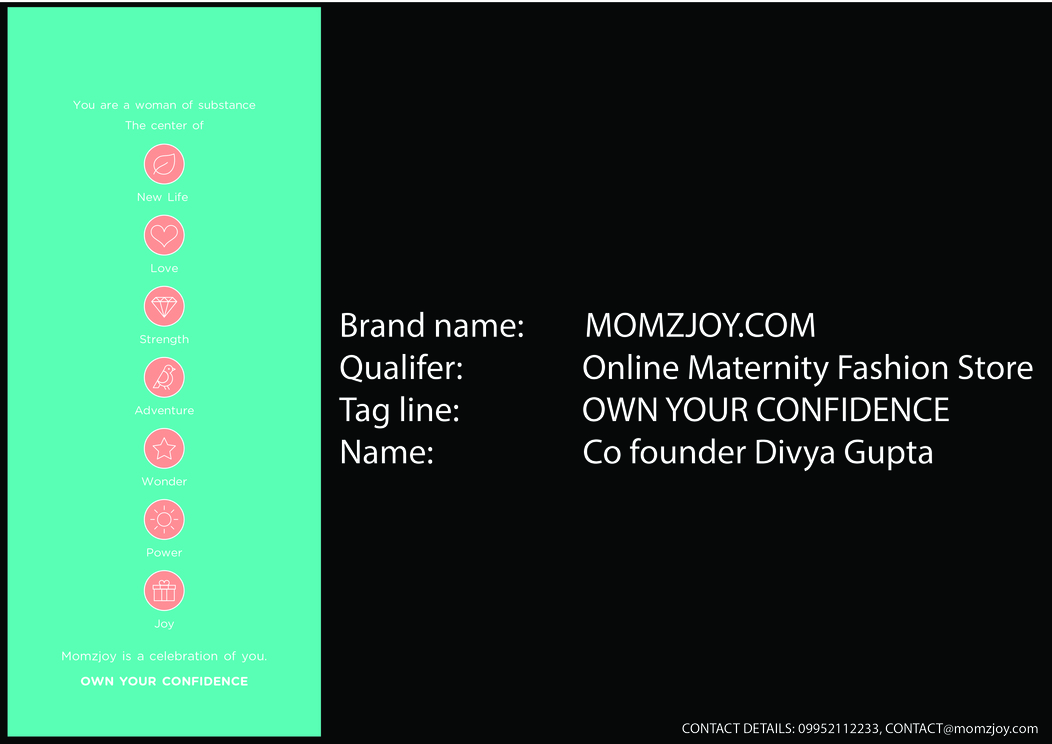 You are a woman of substance
The center of
New Life
Love
Strength
Adventure
Wonder
Power
Joy
Momzjoy is a celebration of you.
OWN YOUR CONFIDENCE
Brand name: MOMZJOY.COM
Qualifer: Online Maternity Fashion Store
Tag line: OWN YOUR CONFIDENCE
Name: Co founder Divya Gupta
CONTACT DETAILS: 09952112233, CONTACT@momzjoy.com